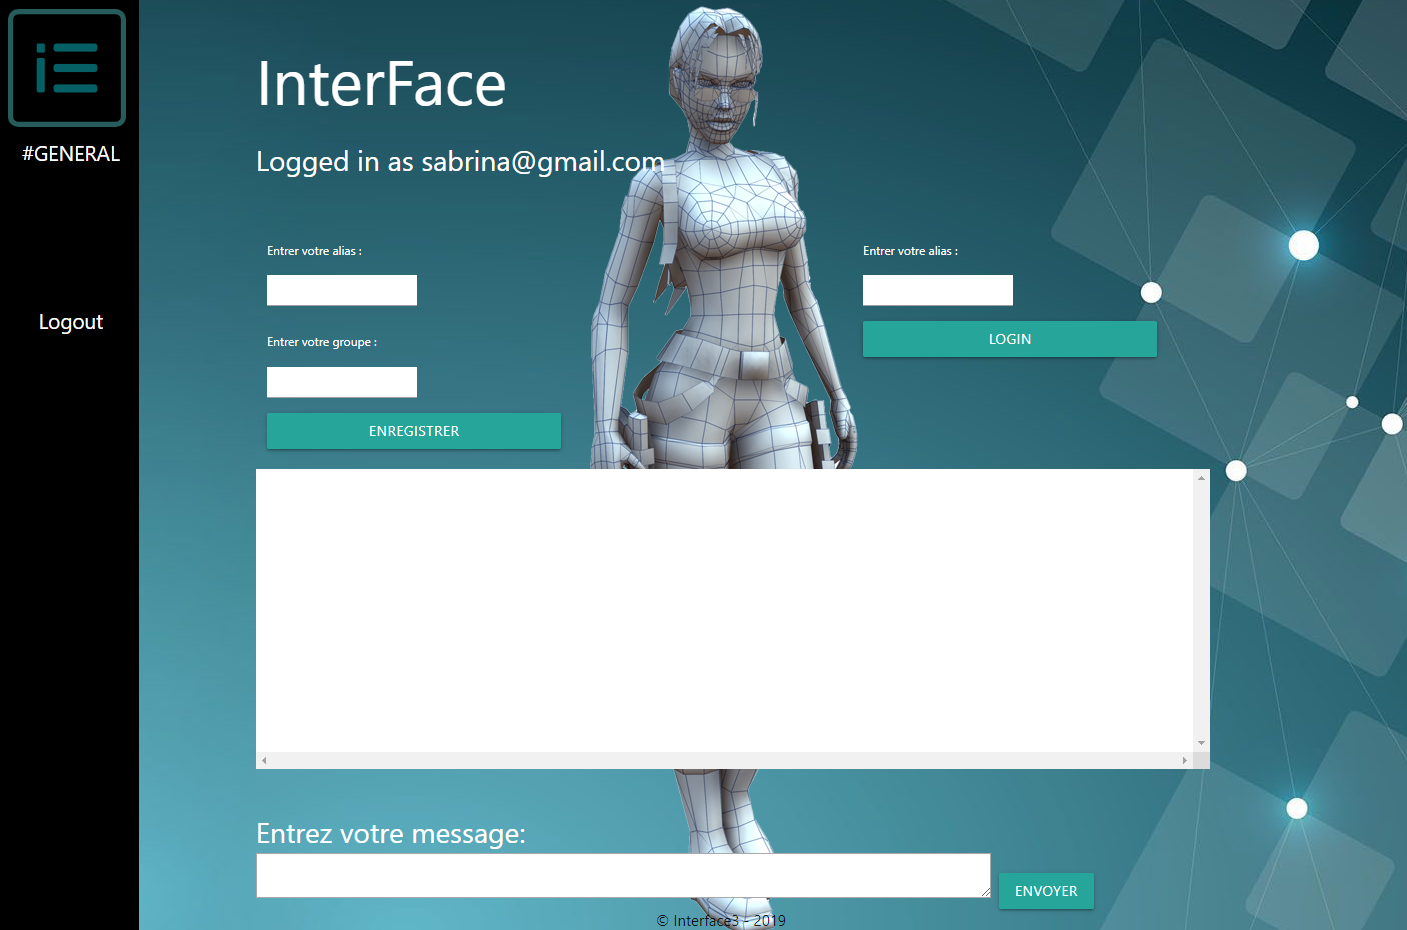 #GENERAL
Logout
InterFace
Logged in as sabrina@gmail.com
Entrer votre alias :
Entrer votre groupe :
ENREGISTRER
Entrer votre alias :
LOGIN
Entrez votre message:
ENVOYER
© Interface3 - 2019